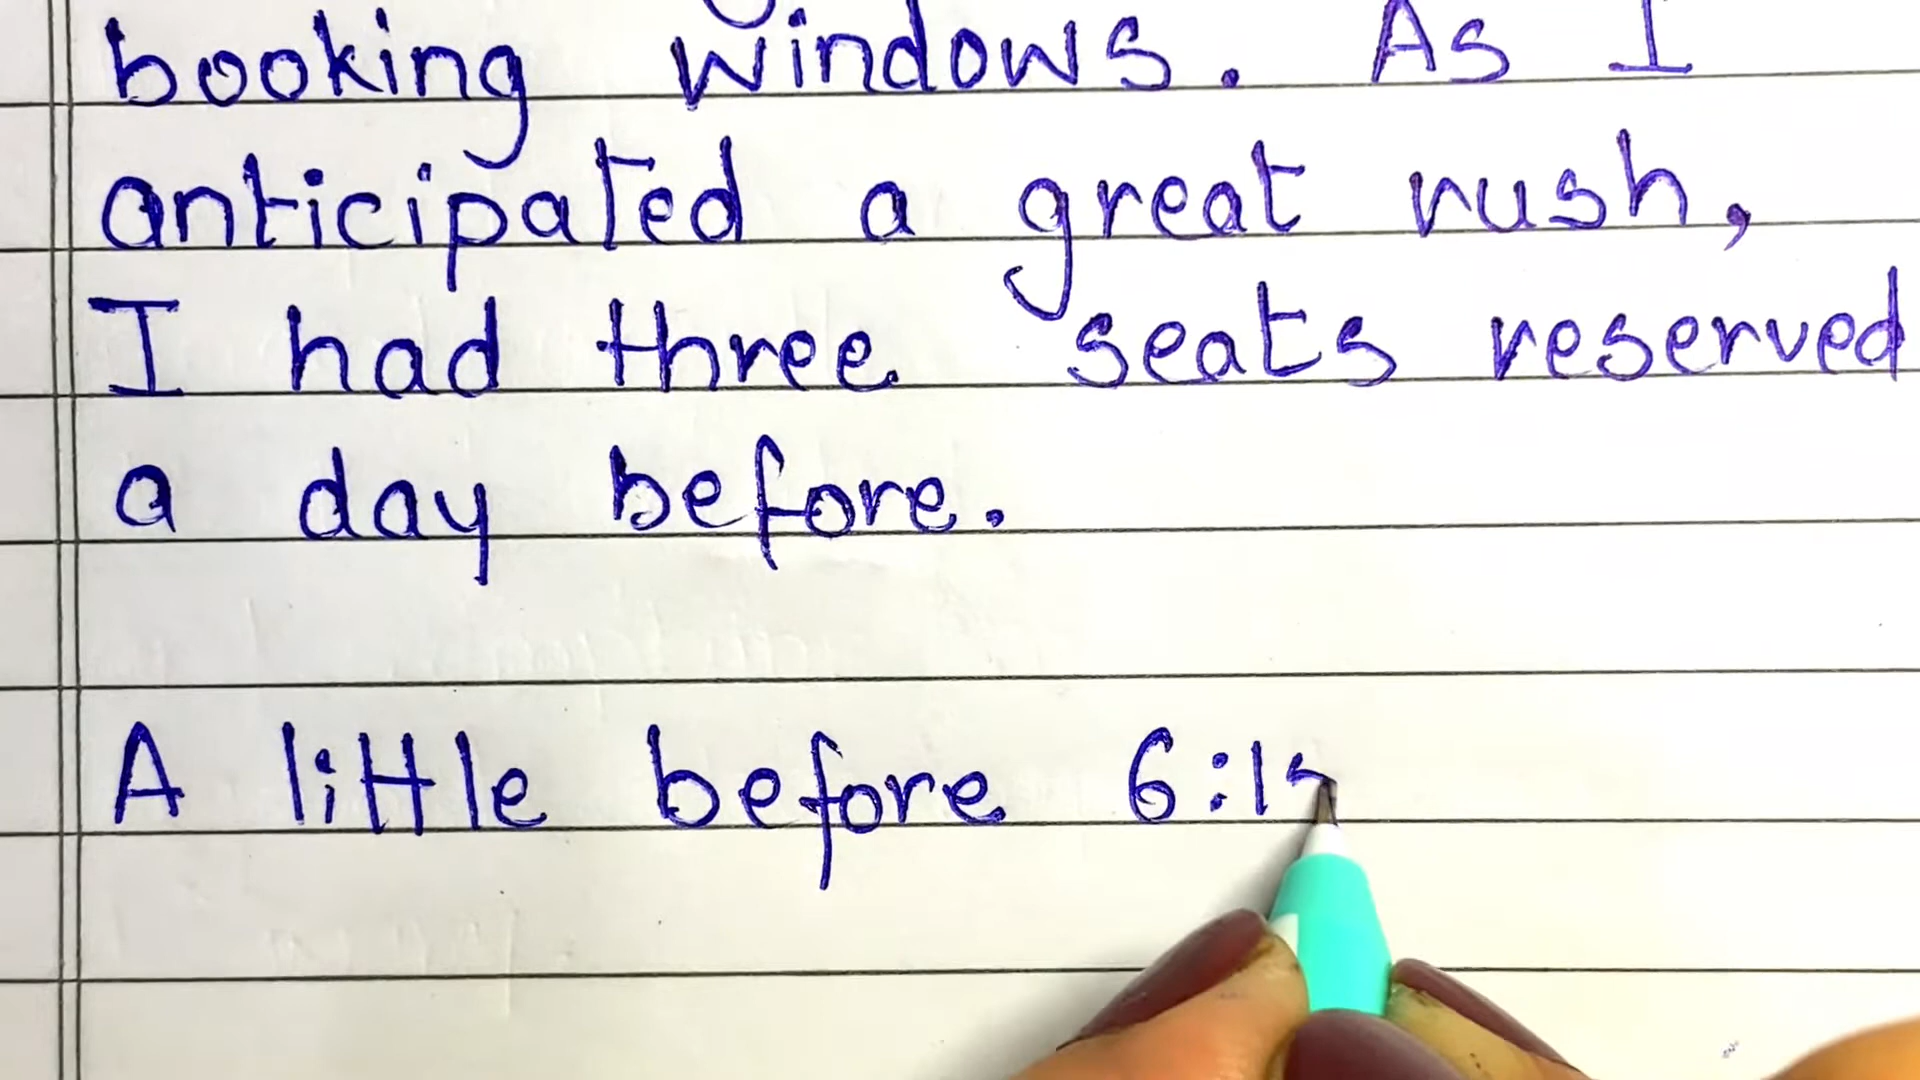 booking windows. As I
anticipated a great rush,
I had three seats reserved
a day before.
A little before 6:15